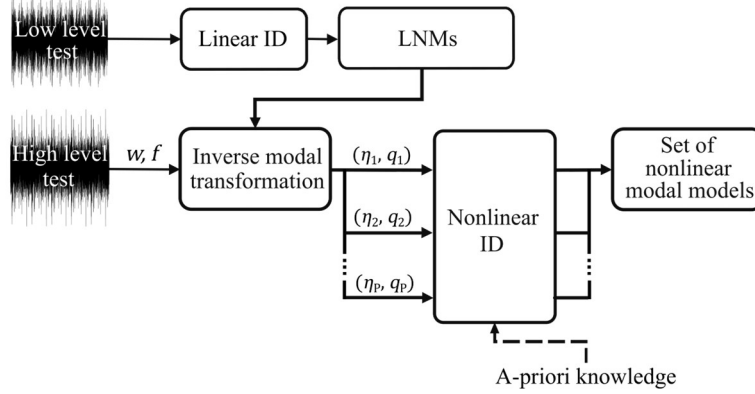 Low level
test
Linear ID
LNMs
High level
test
w, f
Inverse modal
transformation
(η₁, q₁)
(η₂, q₂)
(ηₚ, qₚ)
Nonlinear
ID
Set of
nonlinear
modal models
A-priori knowledge